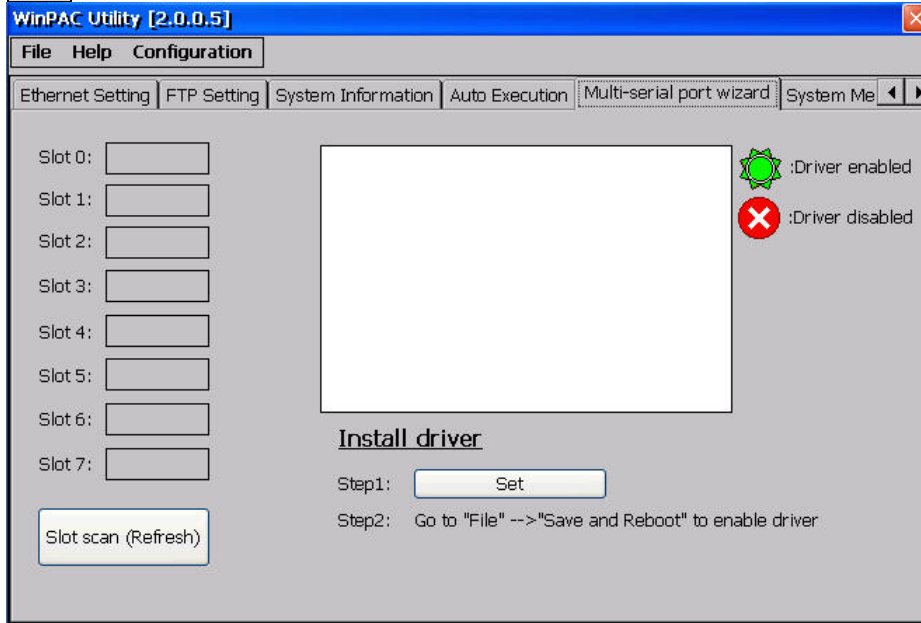 WinPAC Utility [2.0.0.5]
File Help Configuration
Ethernet Setting FTP Setting System Information Auto Execution Multi-serial port wizard System Me
Slot 0:
Slot 1:
Slot 2:
Slot 3:
Slot 4:
Slot 5:
Slot 6:
Slot 7:
Slot scan (Refresh)
:Driver enabled
:Driver disabled
Install driver
Step1: Set
Step2: Go to "File" -->"Save and Reboot" to enable driver